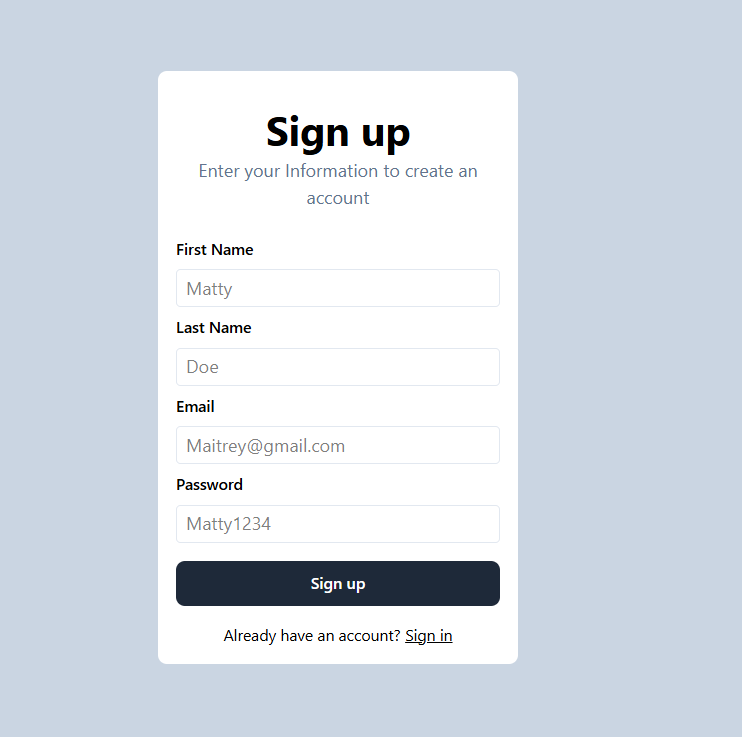 Sign up
Enter your Information to create an
account
First Name
Matty
Last Name
Doe
Email
Maitrey@gmail.com
Password
Matty1234
Sign up
Already have an account? Sign in